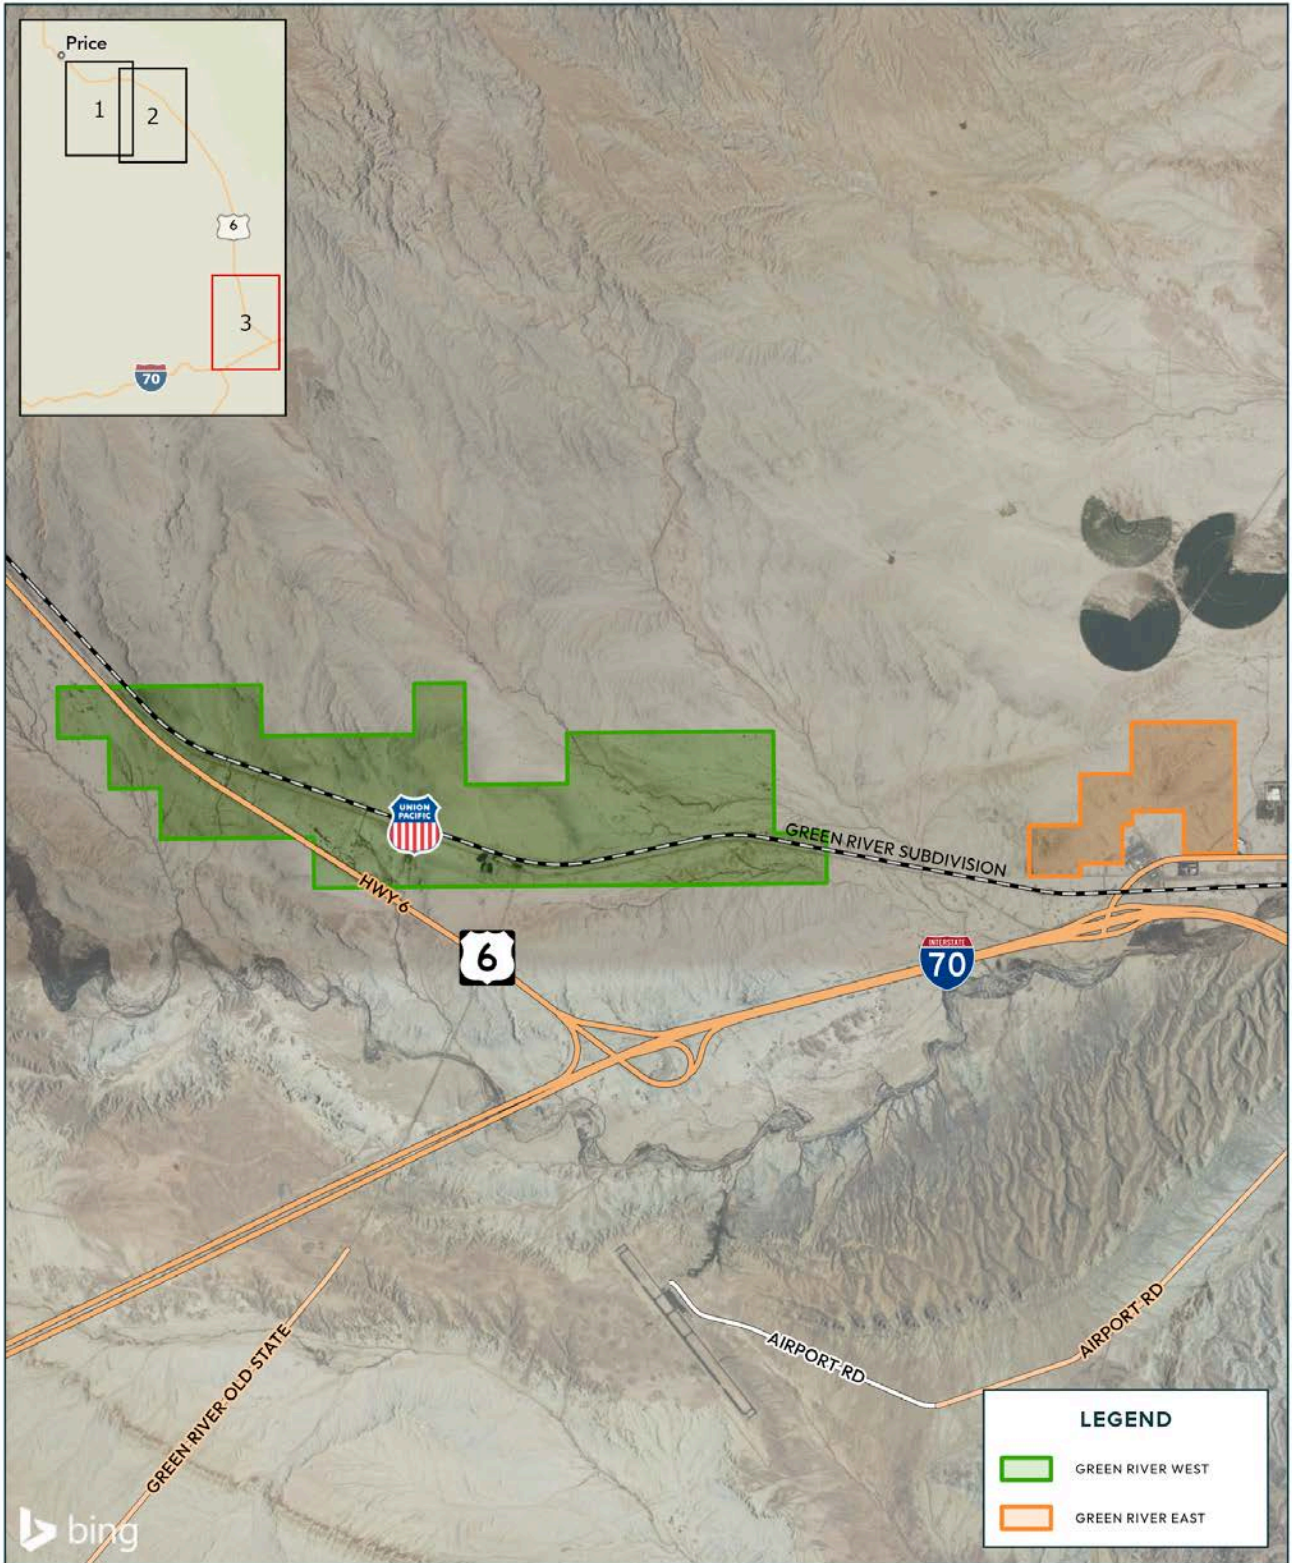 Price
1
2
6
3
70
UNION
PACIFIC
GREEN RIVER SUBDIVISION
HWY 6
6
INTERSTATE
70
AIRPORT RD
AIRPORT RD
GREEN RIVER OLD STATE
LEGEND
GREEN RIVER WEST
GREEN RIVER EAST
bing